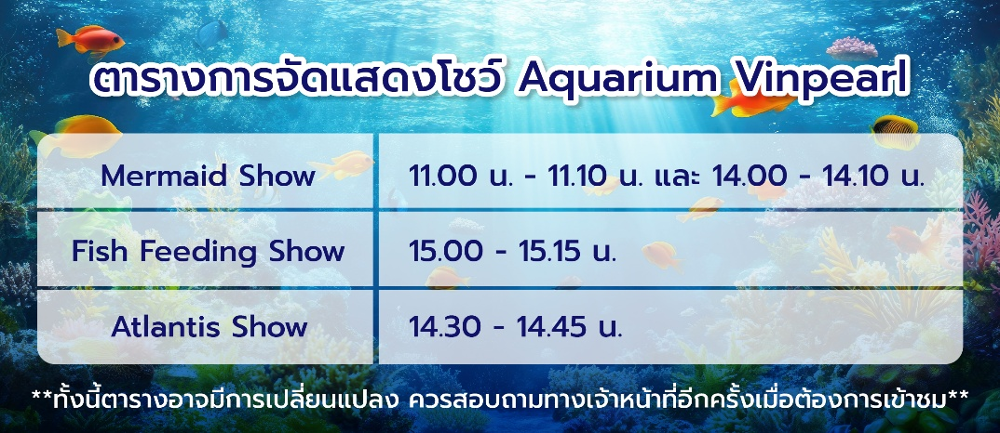 ตารางการจัดแสดงโชว์ Aquarium Vinpearl
Mermaid Show 11.00 น. - 11.10 น. และ 14.00 - 14.10 น.
Fish Feeding Show 15.00 - 15.15 น.
Atlantis Show 14.30 - 14.45 น.
**ทั้งนี้ตารางอาจมีการเปลี่ยนแปลง ควรสอบถามทางเจ้าหน้าที่อีกครั้งเมื่อต้องการเข้าชม**